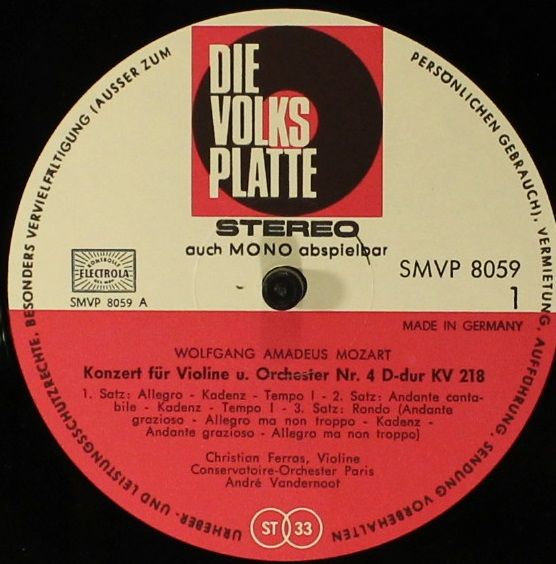 DIE
VOLKS
PLATTE
STEREO
auch MONO abspielbar
ELECTROLA
SMVP 8059 A
SMVP 8059
1
MADE IN GERMANY
WOLFGANG AMADEUS MOZART
Konzert für Violine u. Orchester Nr. 4 D-dur KV 218
1. Satz: Allegro - Kadenz - Tempo I - 2. Satz: Andante canta-
bile - Kadenz - Tempo I - 3. Satz: Rondo (Andante
grazioso - Allegro ma non troppo - Kadenz -
Andante grazioso - Allegro ma non troppo)
Christian Ferras, Violine
Conservatoire-Orchester Paris
André Vandernoot
ST 33
URHEBER- UND LEISTUNGSSCHUTZRECHTE, BESONDERS VERVIELFÄLTIGUNG (AUSSER ZUM PERSÖNLICHEN GEBRAUCH), VERMIETUNG, AUFFÜHRUNG, SENDUNG VORBEHALTEN